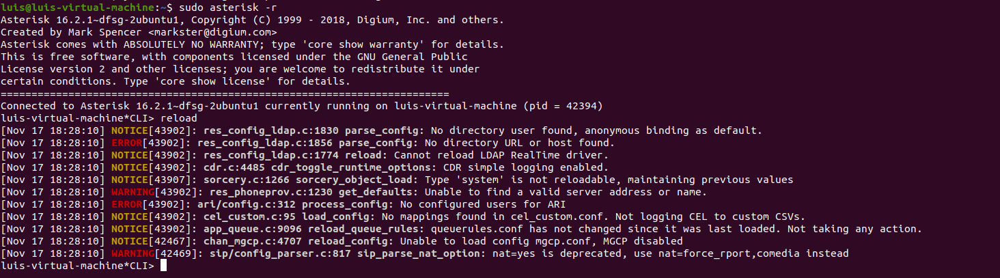 luis@luis-virtual-machine:~$ sudo asterisk -r
Asterisk 16.2.1~dfsg-2ubuntu1, Copyright (C) 1999 - 2018, Digium, Inc. and others.
Created by Mark Spencer <markster@digium.com>
Asterisk comes with ABSOLUTELY NO WARRANTY; type 'core show warranty' for details.
This is free software, with components licensed under the GNU General Public
License version 2 and other licenses; you are welcome to redistribute it under
certain conditions. Type 'core show license' for details.
=========================================================================
Connected to Asterisk 16.2.1~dfsg-2ubuntu1 currently running on luis-virtual-machine (pid = 42394)
luis-virtual-machine*CLI> reload
[Nov 17 18:28:10] NOTICE[43902]: res_config_ldap.c:1830 parse_config: No directory user found, anonymous binding as default.
[Nov 17 18:28:10] ERROR[43902]: res_config_ldap.c:1856 parse_config: No directory URL or host found.
[Nov 17 18:28:10] NOTICE[43902]: res_config_ldap.c:1774 reload: Cannot reload LDAP RealTime driver.
[Nov 17 18:28:10] NOTICE[43902]: cdr.c:4485 cdr_toggle_runtime_options: CDR simple logging enabled.
[Nov 17 18:28:10] NOTICE[43907]: sorcery.c:1266 sorcery_object_load: Type 'system' is not reloadable, maintaining previous values
[Nov 17 18:28:10] WARNING[43902]: res_phoneprov.c:1230 get_defaults: Unable to find a valid server address or name.
[Nov 17 18:28:10] ERROR[43902]: ari/config.c:312 process_config: No configured users for ARI
[Nov 17 18:28:10] NOTICE[43902]: cel_custom.c:95 load_config: No mappings found in cel_custom.conf. Not logging CEL to custom CSVs.
[Nov 17 18:28:10] NOTICE[43902]: app_queue.c:9096 reload_queue_rules: queuerules.conf has not changed since it was last loaded. Not taking any action.
[Nov 17 18:28:10] NOTICE[42467]: chan_mgcp.c:4707 reload_config: Unable to load config mgcp.conf, MGCP disabled
[Nov 17 18:28:10] WARNING[42469]: sip/config_parser.c:817 sip_parse_nat_option: nat=yes is deprecated, use nat=force_rport,comedia instead
luis-virtual-machine*CLI>